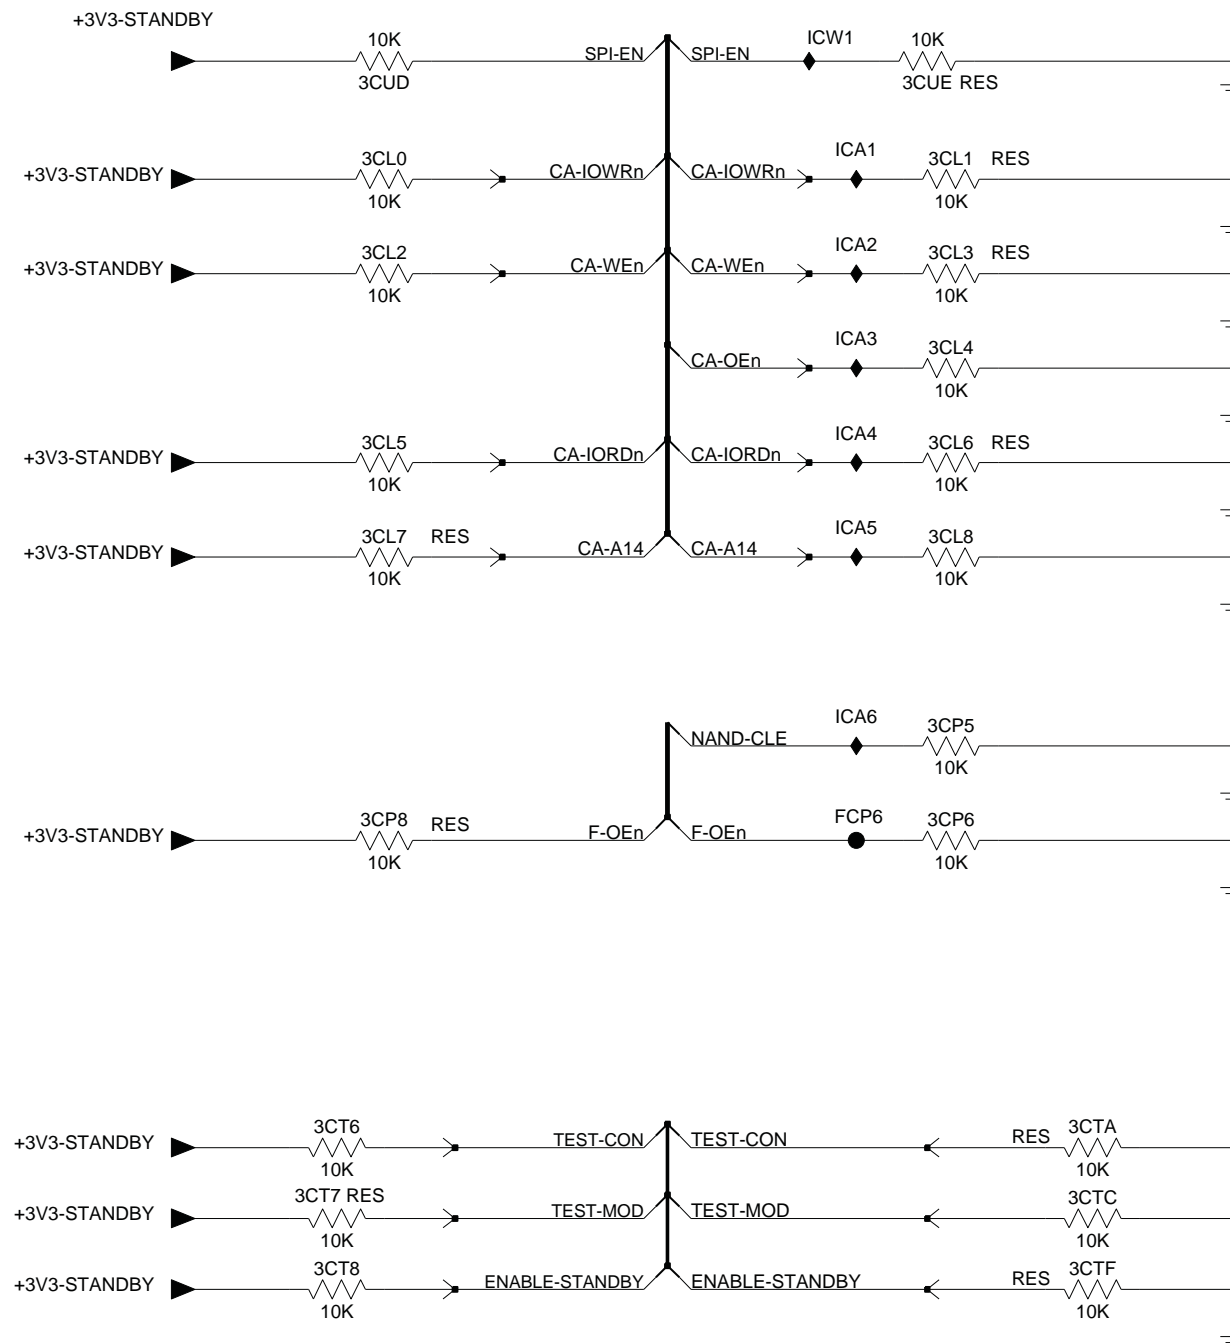 +3V3-STANDBY
10K SPI-EN SPI-EN ICW1 10K
3CUD 3CUE RES
+3V3-STANDBY 3CL0 CA-IOWRn CA-IOWRn ICA1 3CL1 RES
10K 10K
+3V3-STANDBY 3CL2 CA-WEn CA-WEn ICA2 3CL3 RES
10K 10K
CA-OEn ICA3 3CL4
10K
+3V3-STANDBY 3CL5 CA-IORDn CA-IORDn ICA4 3CL6 RES
10K 10K
+3V3-STANDBY 3CL7 RES CA-A14 CA-A14 ICA5 3CL8
10K 10K
NAND-CLE ICA6 3CP5
10K
+3V3-STANDBY 3CP8 RES F-OEn F-OEn FCP6 3CP6
10K 10K
+3V3-STANDBY 3CT6 TEST-CON TEST-CON RES 3CTA
10K 10K
+3V3-STANDBY 3CT7 RES TEST-MOD TEST-MOD 3CTC
10K 10K
+3V3-STANDBY 3CT8 ENABLE-STANDBY ENABLE-STANDBY RES 3CTF
10K 10K